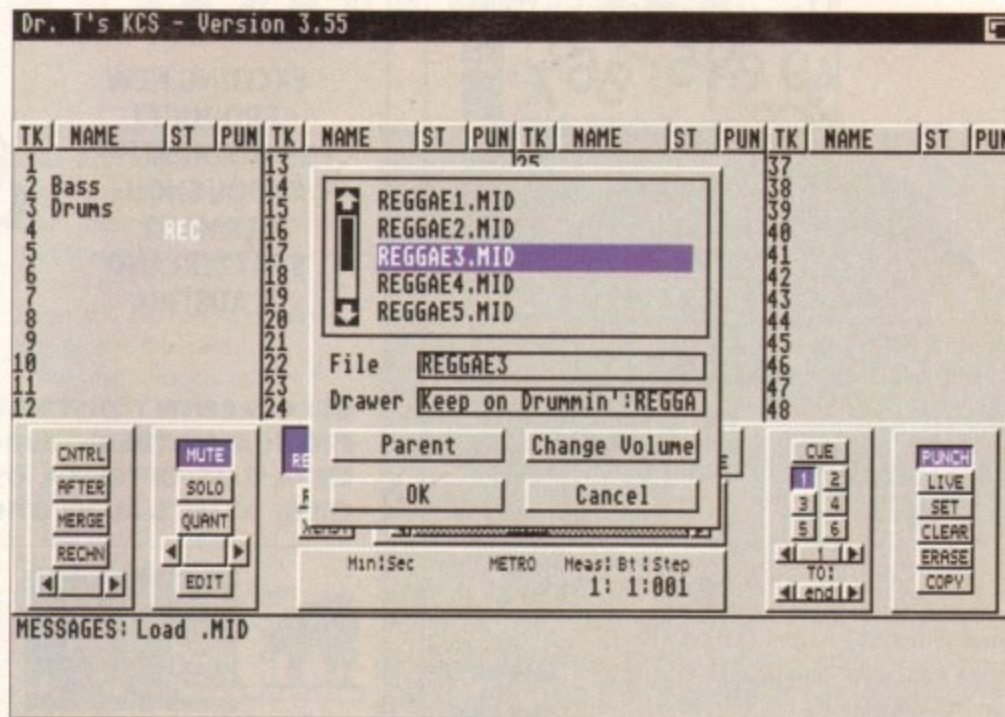 Dr. T's KCS - Version 3.55
TK NAME ST PUN TK NAME ST PUN TK NAME ST PUN TK NAME ST PUN
1 13 25 37
2 Bass 14 38
3 Drums 15 39
4 REC 16 40
5 17 41
6 18 42
7 19 43
8 20 44
9 21 45
10 22 46
11 23 47
12 24 48
REGGAE1.MID
REGGAE2.MID
REGGAE3.MID
REGGAE4.MID
REGGAE5.MID
File REGGAE3
Drawer Keep on Drummin':REGGA
Parent Change Volume
OK Cancel
CNTRL
AFTER
MERGE
RECHN
MUTE
SOLO
QUANT
EDIT
RE
Min:Sec METRO Meas: Bt :Step
1: 1:001
CUE
1 2
3 4
5 6
1
TO:
end
PUNCH
LIVE
SET
CLEAR
ERASE
COPY
MESSAGES: Load .MID